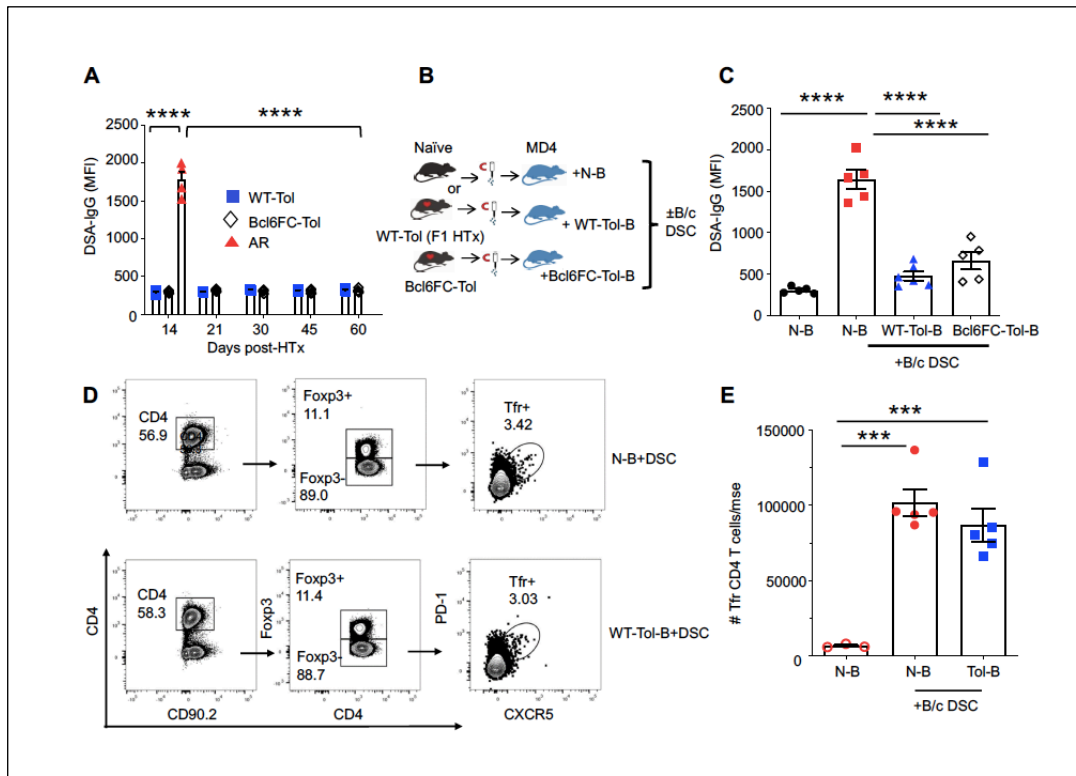 A
****
****
2500
2000
1500
1000
500
0
DSA-IgG (MFI)
WT-Tol
Bcl6FC-Tol
AR
14 21 30 45 60
Days post-HTx
B
Naïve MD4
+N-B
or
+ WT-Tol-B
WT-Tol (F1 HTx)
+Bcl6FC-Tol-B
Bcl6FC-Tol
±B/c
DSC
C
**** ****
****
2500
2000
1500
1000
500
0
DSA-IgG (MFI)
N-B N-B WT-Tol-B Bcl6FC-Tol-B
+B/c DSC
D
CD4
56.9
Foxp3+
11.1
Foxp3-
89.0
Tfr+
3.42
N-B+DSC
CD4
58.3
Foxp3+
11.4
Foxp3-
88.7
Tfr+
3.03
WT-Tol-B+DSC
CD4
Foxp3
PD-1
CD90.2 CD4 CXCR5
E
***
***
150000
100000
50000
0
# Tfr CD4 T cells/mse
N-B N-B Tol-B
+B/c DSC